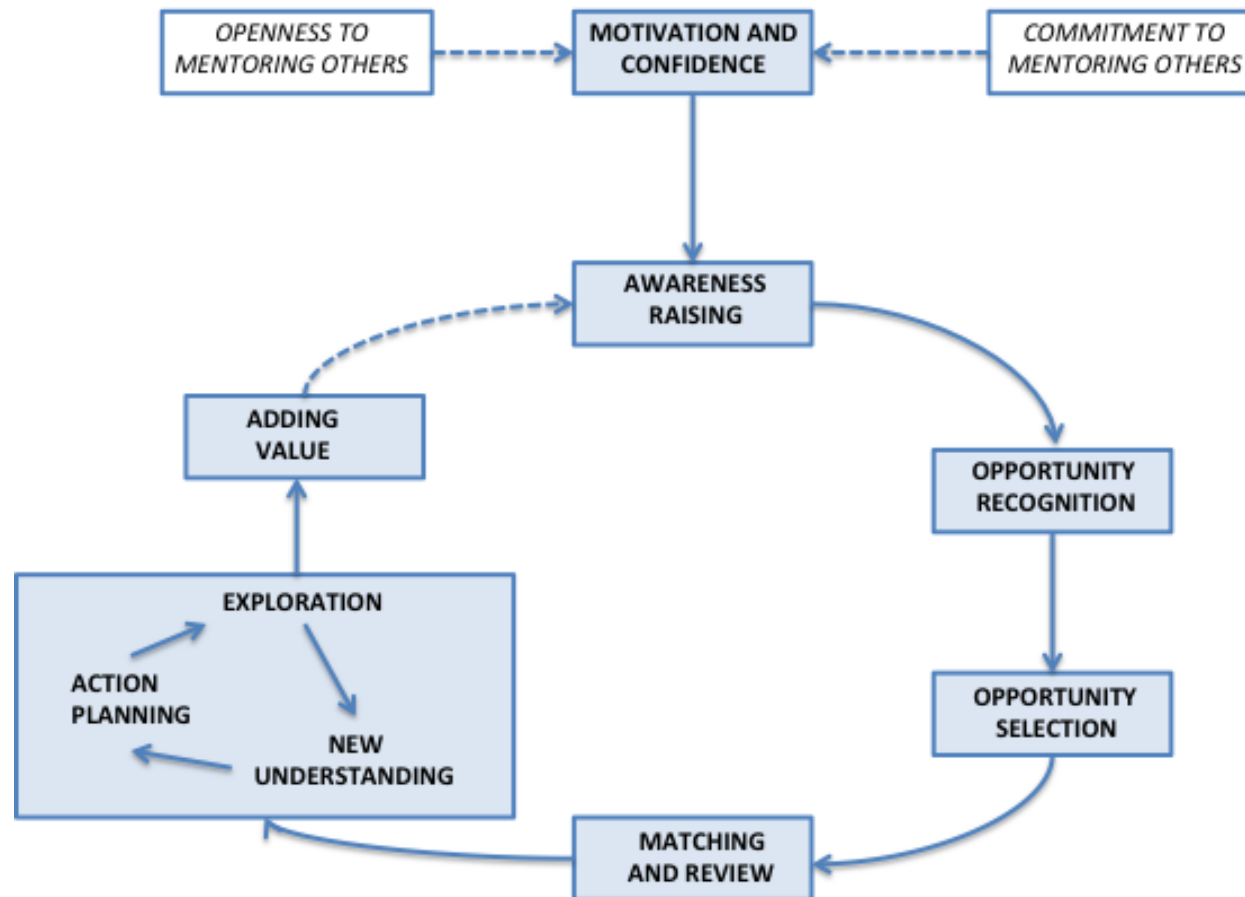 OPENNESS TO
MENTORING OTHERS
MOTIVATION AND
CONFIDENCE
COMMITMENT TO
MENTORING OTHERS
AWARENESS
RAISING
ADDING
VALUE
OPPORTUNITY
RECOGNITION
EXPLORATION
ACTION
PLANNING
NEW
UNDERSTANDING
OPPORTUNITY
SELECTION
MATCHING
AND REVIEW